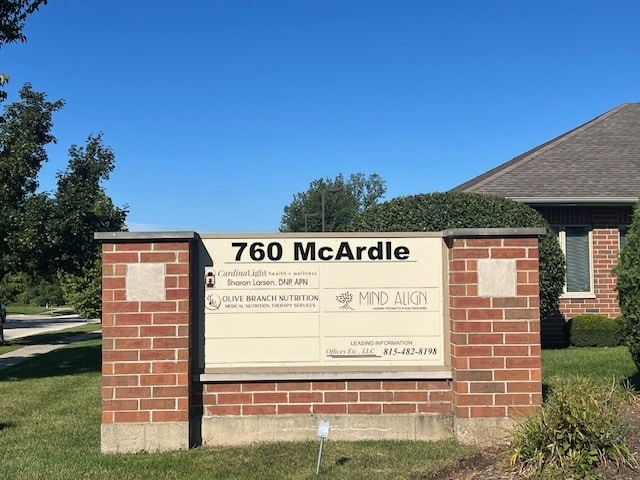 760 McArdle
CardinaLight health + wellness
Sharon Larsen, DNP, APN
OLIVE BRANCH NUTRITION
MEDICAL NUTRITION THERAPY SERVICES
MIND ALIGN
LEASING INFORMATION
Offices Etc., LLC 815-482-8198